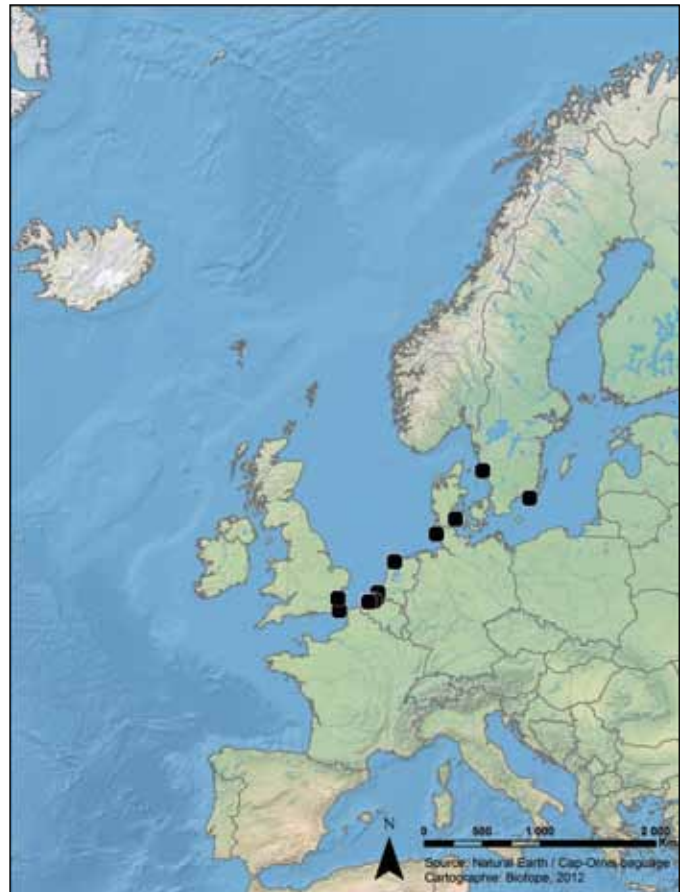 N
0 500 1 000 2 000
Km
Source: Natural Earth / Cap-Ornis baguage
Cartographie: Biotope, 2012